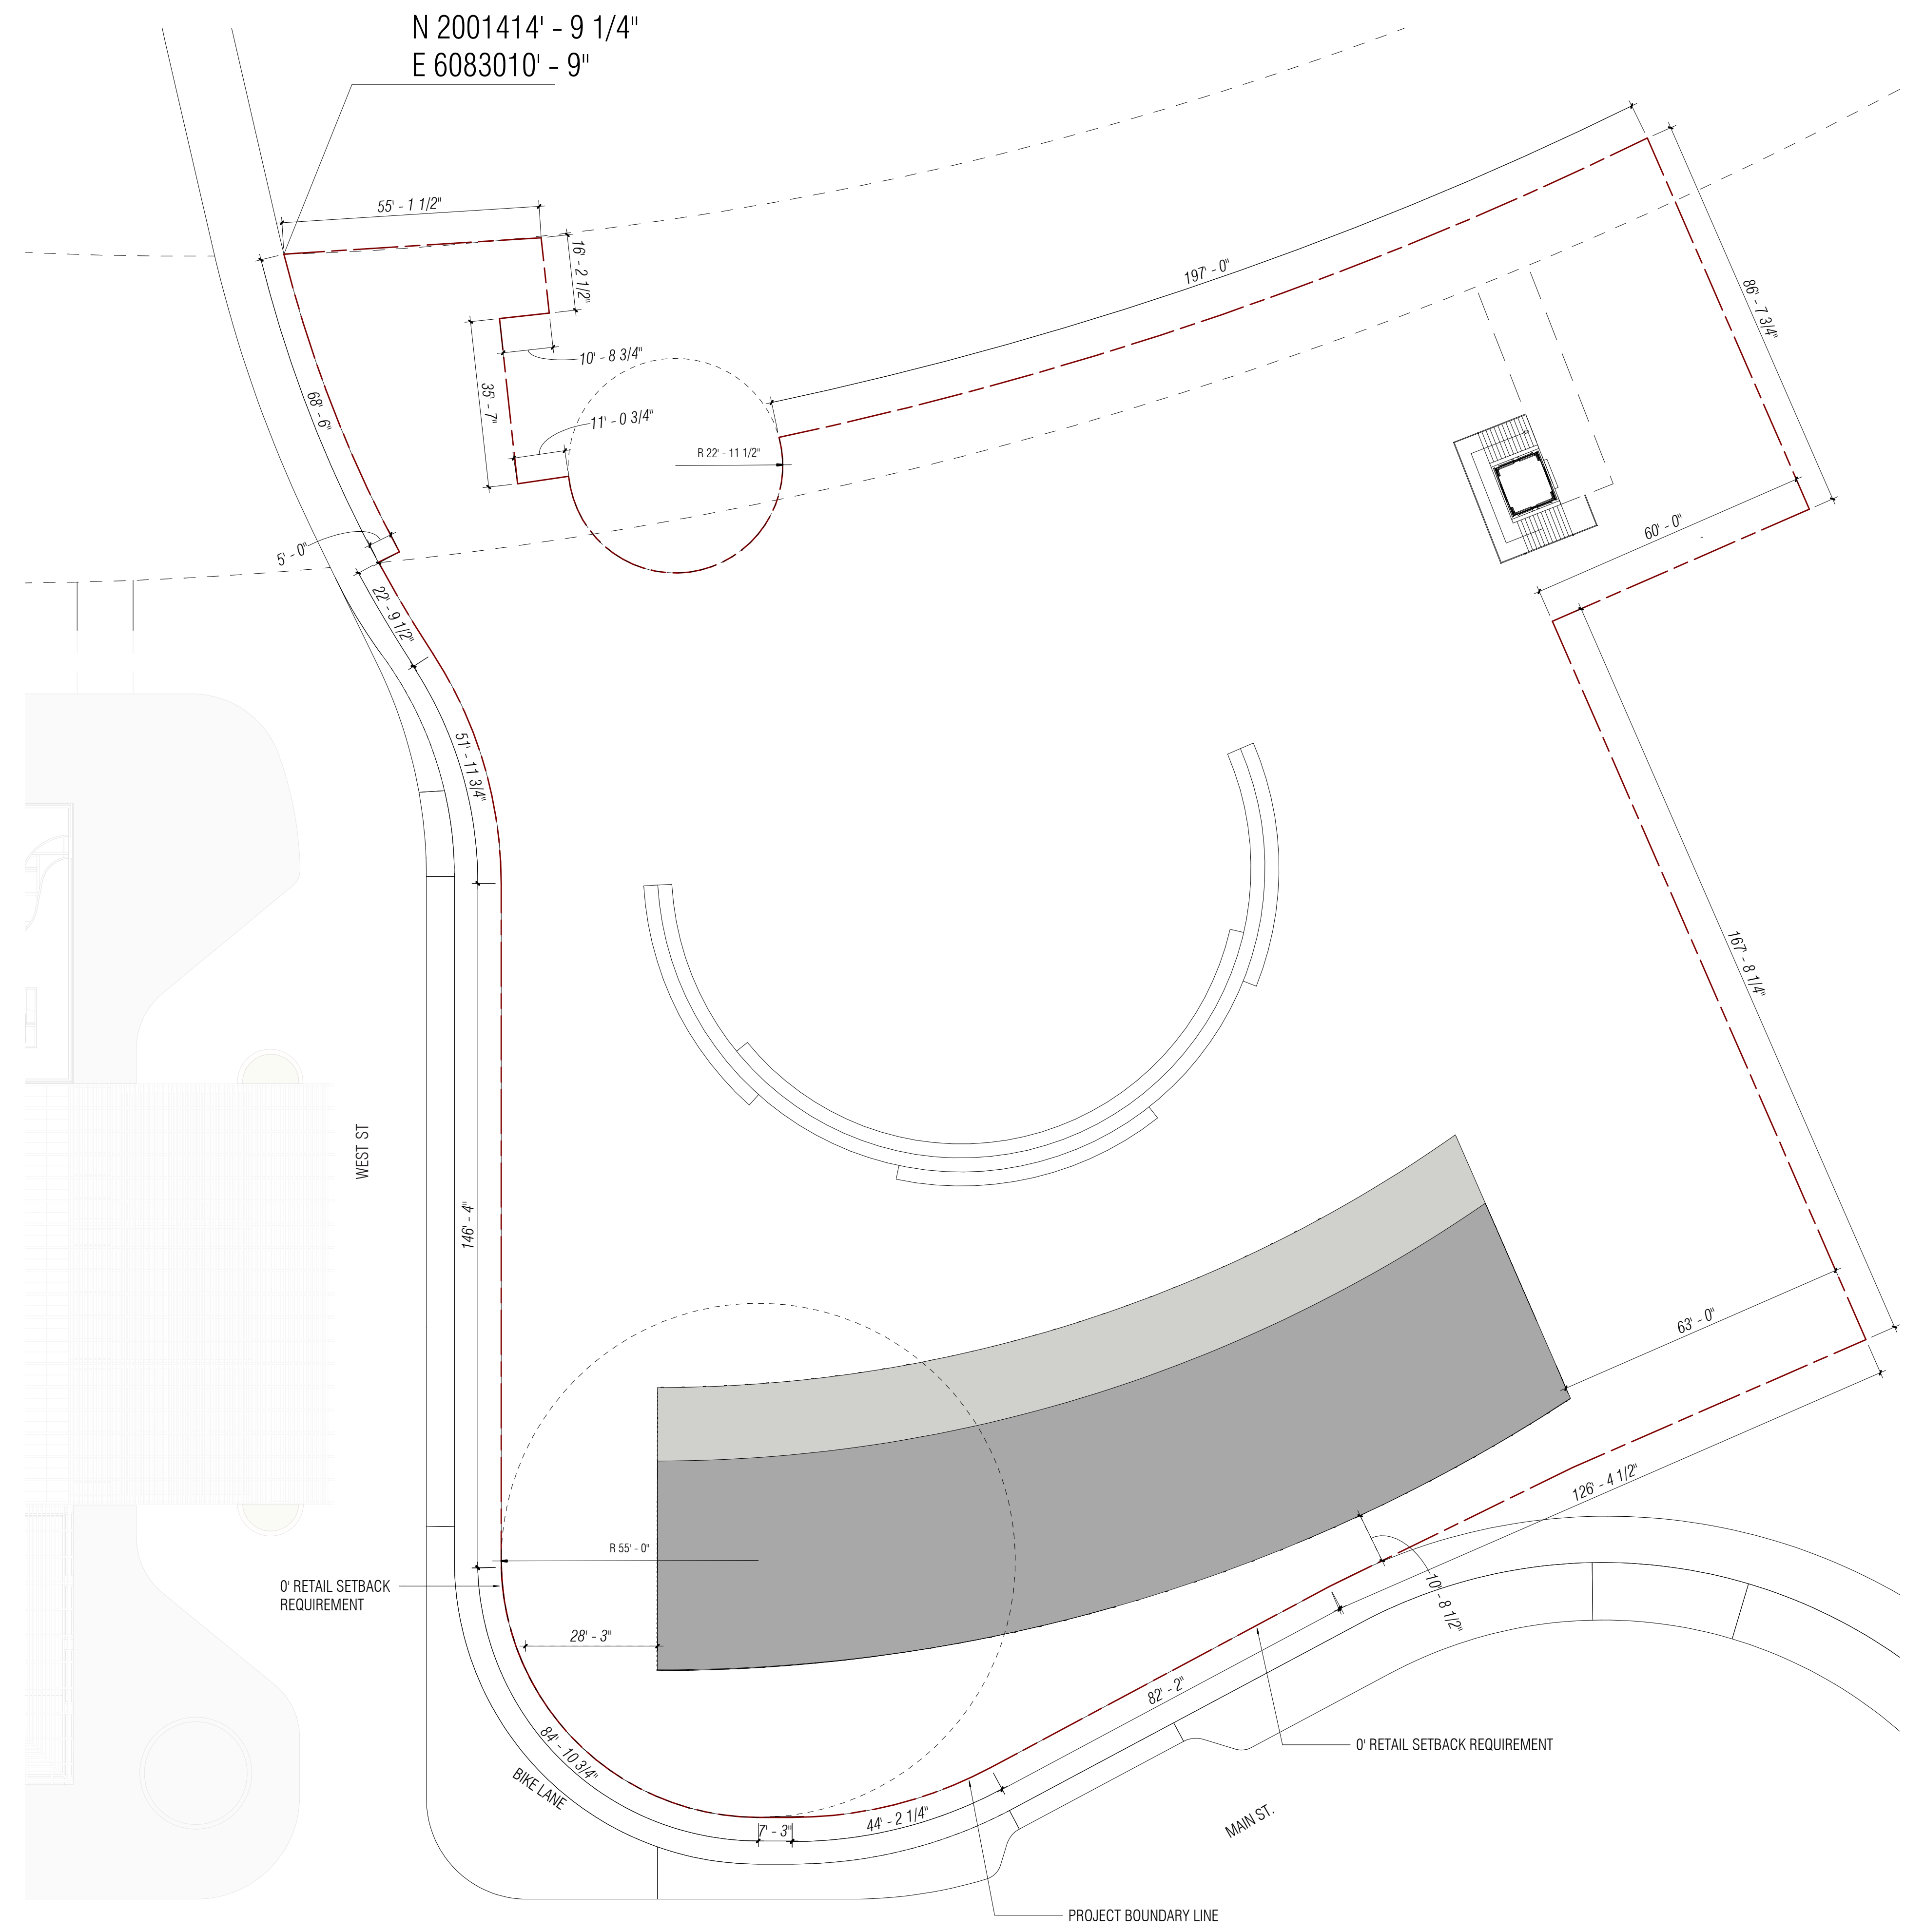 N 2001414' - 9 1/4"
E 6083010' - 9"
55' - 1 1/2"
16' - 2 1/2"
10' - 8 3/4"
35' - 7"
11' - 0 3/4"
R 22' - 11 1/2"
197' - 0"
86' - 7 3/4"
60' - 0"
68' - 6"
5' - 0"
22' - 9 1/2"
51' - 11 3/4"
167' - 8 1/4"
WEST ST
146' - 4"
63' - 0"
126' - 4 1/2"
R 55' - 0"
0' RETAIL SETBACK
REQUIREMENT
28' - 3"
10' - 8 1/2"
82' - 2"
84' - 10 3/4"
BIKE LANE
7' - 3"
44' - 2 1/4"
0' RETAIL SETBACK REQUIREMENT
MAIN ST.
PROJECT BOUNDARY LINE